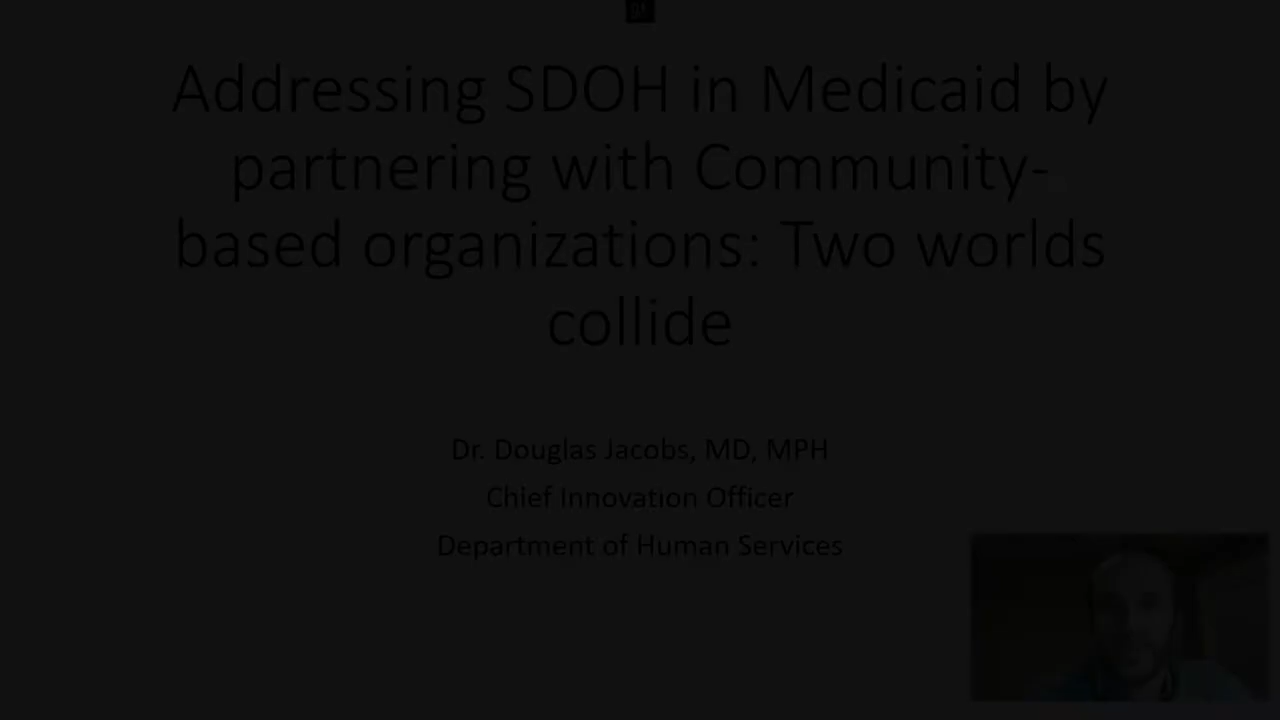 Addressing SDOH in Medicaid by
partnering with Community-
based organizations: Two worlds
collide
Dr. Douglas Jacobs, MD, MPH
Chief Innovation Officer
Department of Human Services